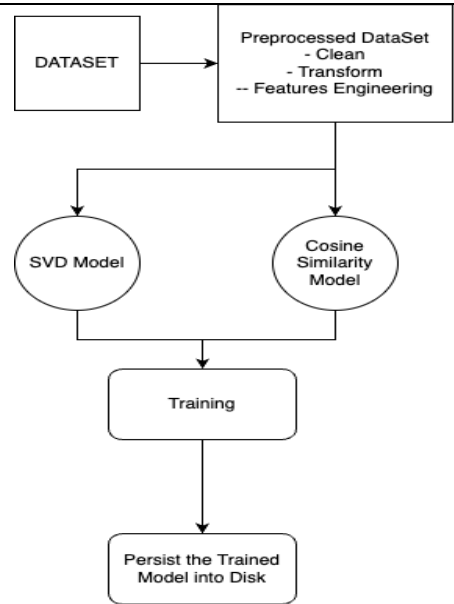 DATASET
Preprocessed DataSet
- Clean
- Transform
-- Features Engineering
SVD Model
Cosine
Similarity
Model
Training
Persist the Trained
Model into Disk